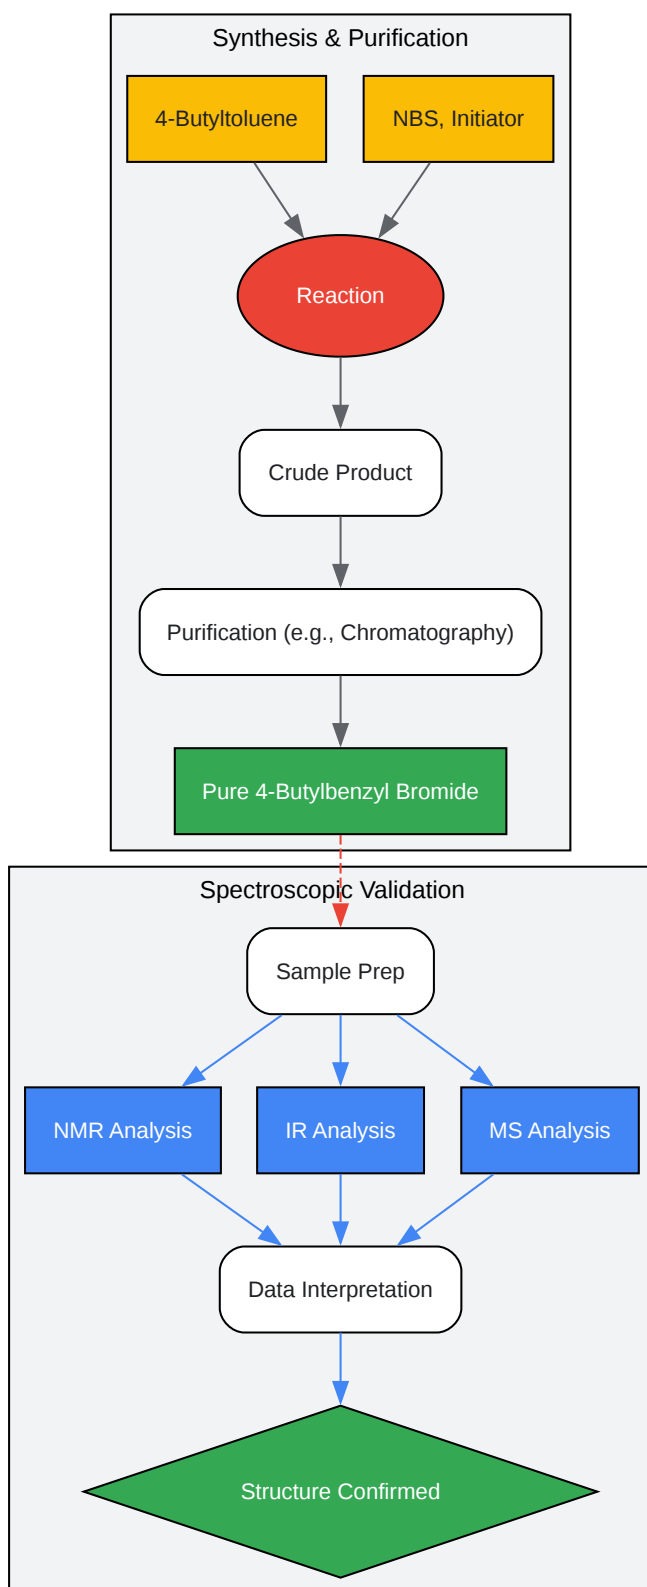 Synthesis & Purification
4-Butyltoluene
NBS, Initiator
Reaction
Crude Product
Purification (e.g., Chromatography)
Pure 4-Butylbenzyl Bromide
Spectroscopic Validation
Sample Prep
NMR Analysis
IR Analysis
MS Analysis
Data Interpretation
Structure Confirmed